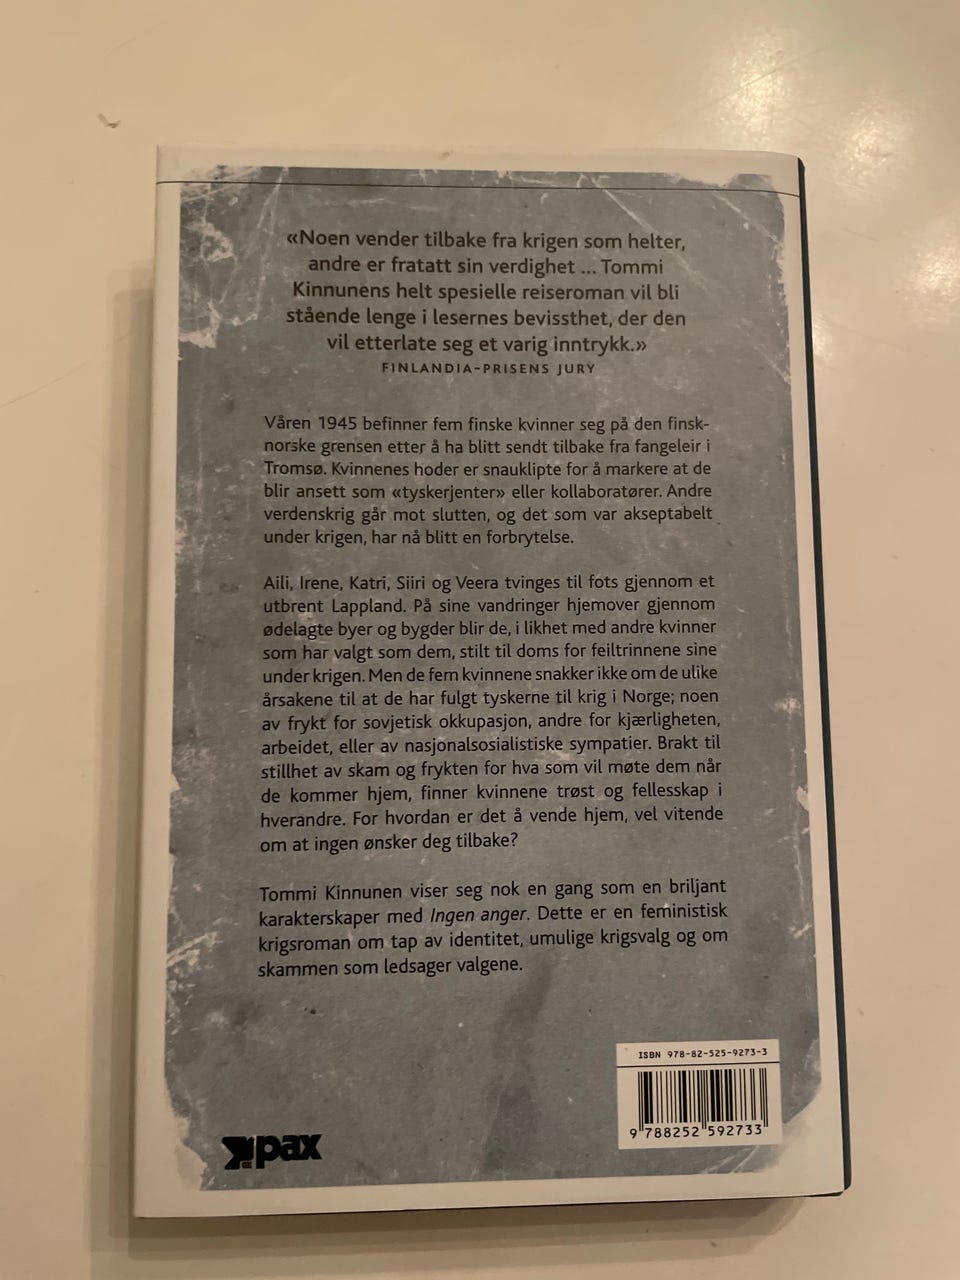 «Noen vender tilbake fra krigen som helter,
andre er fratatt sin verdighet ... Tommi
Kinnunens helt spesielle reiseroman vil bli
stående lenge i lesernes bevissthet, der den
vil etterlate seg et varig inntrykk.»
FINLANDIA-PRISENS JURY
Våren 1945 befinner fem finske kvinner seg på den finsk-
norske grensen etter å ha blitt sendt tilbake fra fangeleir i
Tromsø. Kvinnenes hoder er snauklipte for å markere at de
blir ansett som «tyskerjenter» eller kollaboratører. Andre
verdenskrig går mot slutten, og det som var akseptabelt
under krigen, har nå blitt en forbrytelse.
Aili, Irene, Katri, Siiri og Veera tvinges til fots gjennom et
utbrent Lappland. På sine vandringer hjemover gjennom
ødelagte byer og bygder blir de, i likhet med andre kvinner
som har valgt som dem, stilt til doms for feiltrinnene sine
under krigen. Men de fem kvinnene snakker ikke om de ulike
årsakene til at de har fulgt tyskerne til krig i Norge; noen
av frykt for sovjetisk okkupasjon, andre for kjærligheten,
arbeidet, eller av nasjonalsosialistiske sympatier. Brakt til
stillhet av skam og frykten for hva som vil møte dem når
de kommer hjem, finner kvinnene trøst og fellesskap i
hverandre. For hvordan er det å vende hjem, vel vitende
om at ingen ønsker deg tilbake?
Tommi Kinnunen viser seg nok en gang som en briljant
karakterskaper med Ingen anger. Dette er en feministisk
krigsroman om tap av identitet, umulige krigsvalg og om
skammen som ledsager valgene.
ISBN 978-82-525-9273-3
9 788252 592733
pax